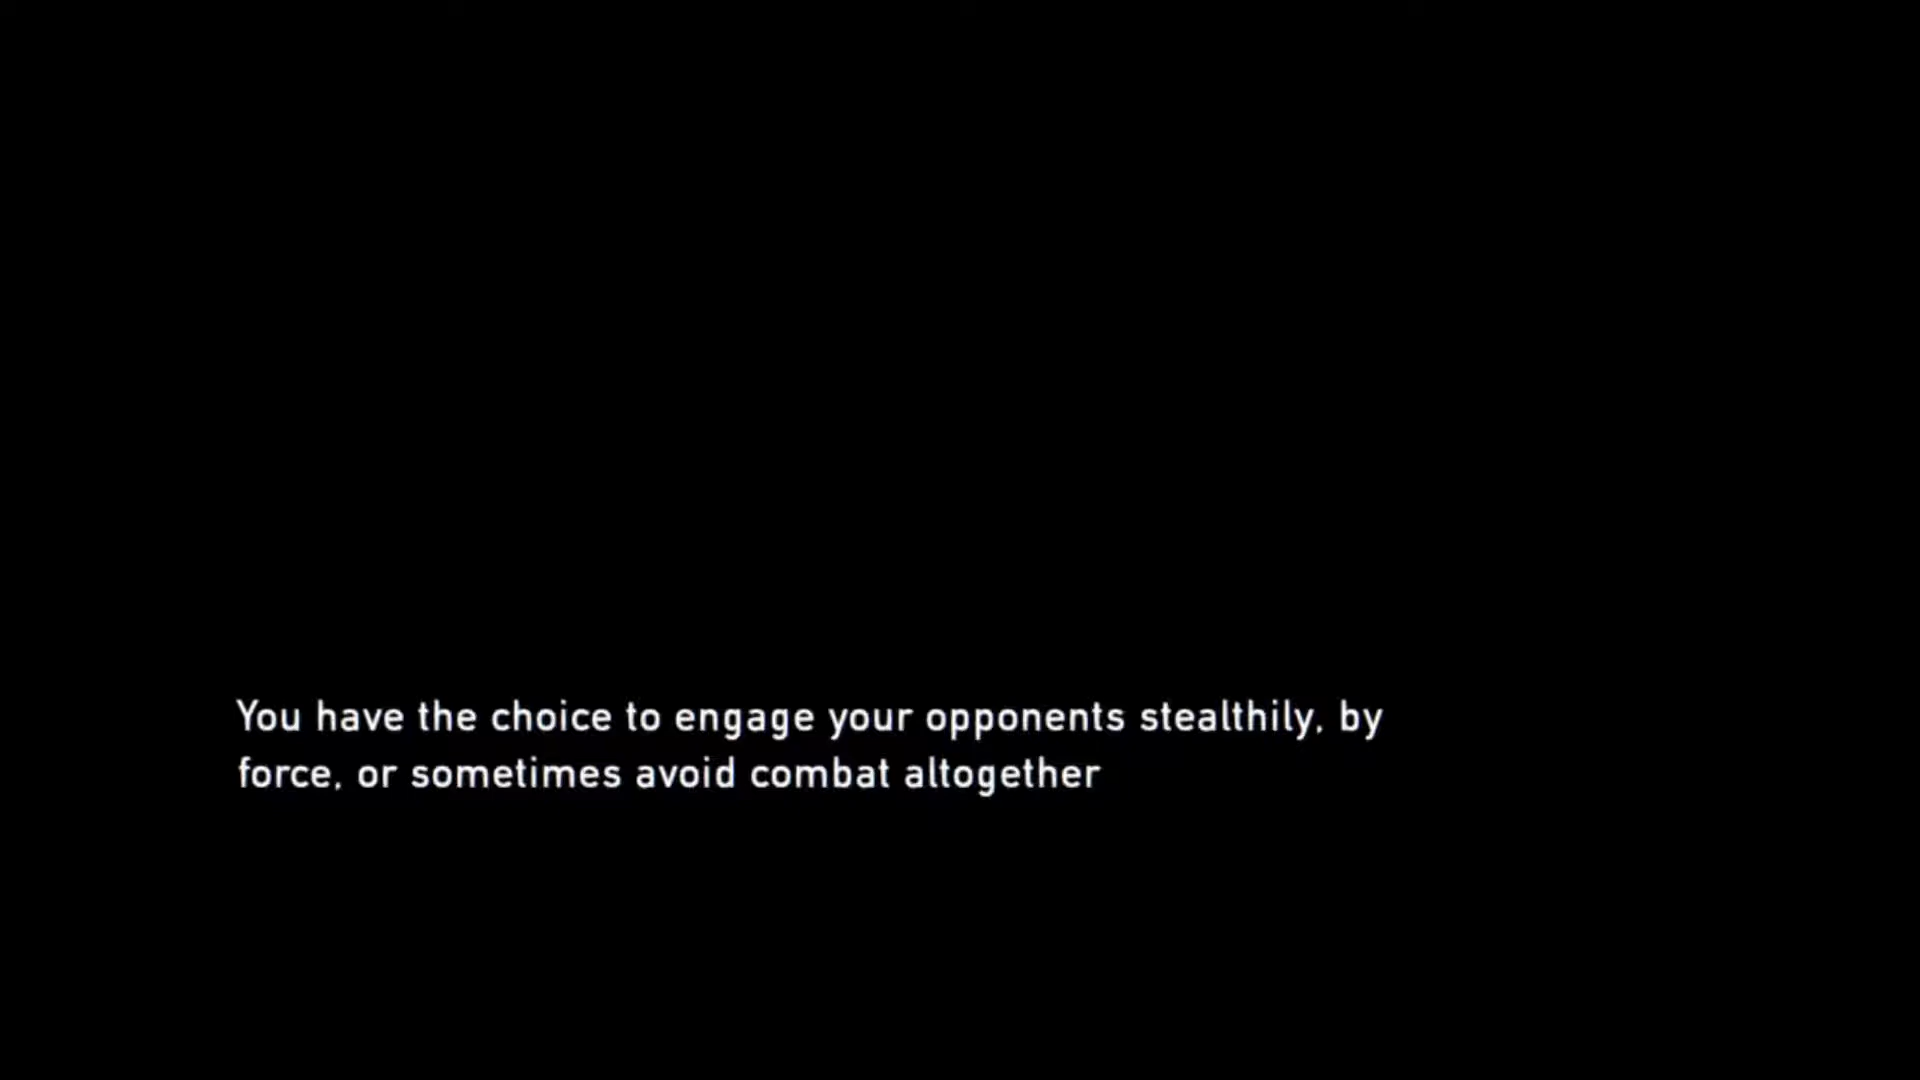 You have the choice to engage your opponents stealthily, by
force, or sometimes avoid combat altogether